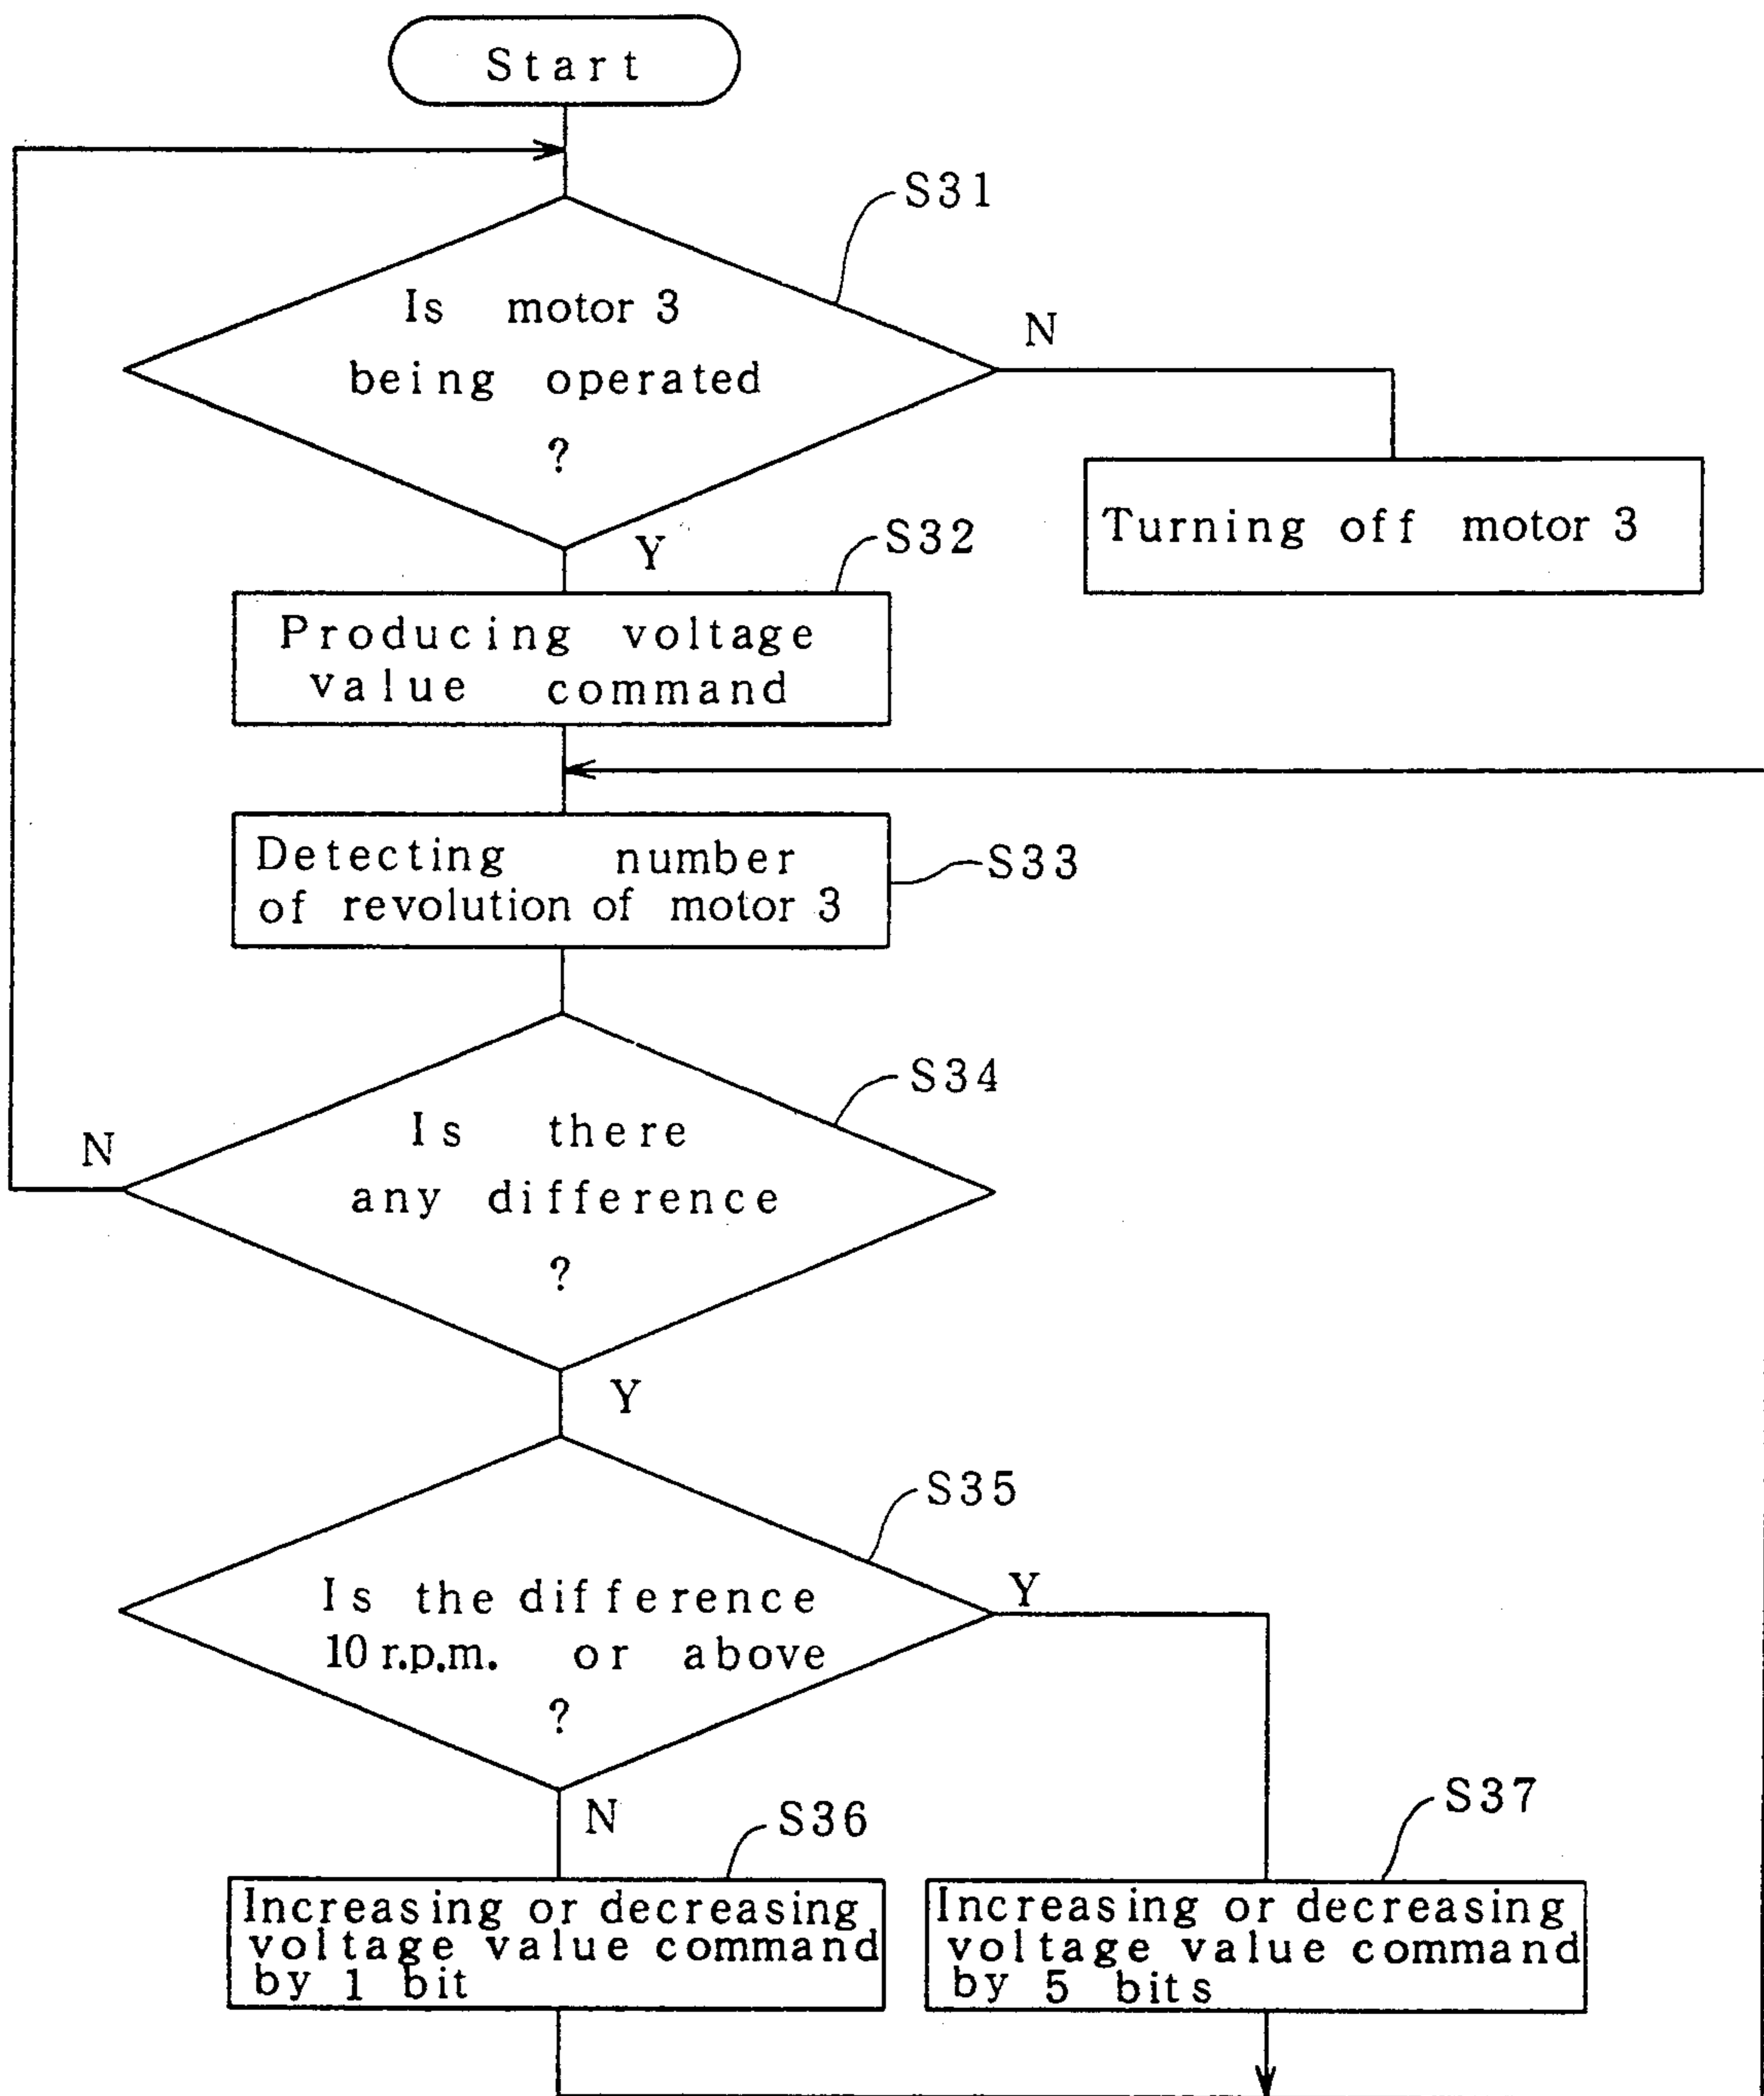 Start
S31
Is motor 3
being operated
?
N
Y
Turning off motor 3
S32
Producing voltage
value command
Detecting number
of revolution of motor 3
S33
S34
Is there
any difference
?
N
Y
S35
Is the difference
10 r.p.m. or above
?
Y
N
S36
Increasing or decreasing
voltage value command
by 1 bit
S37
Increasing or decreasing
voltage value command
by 5 bits